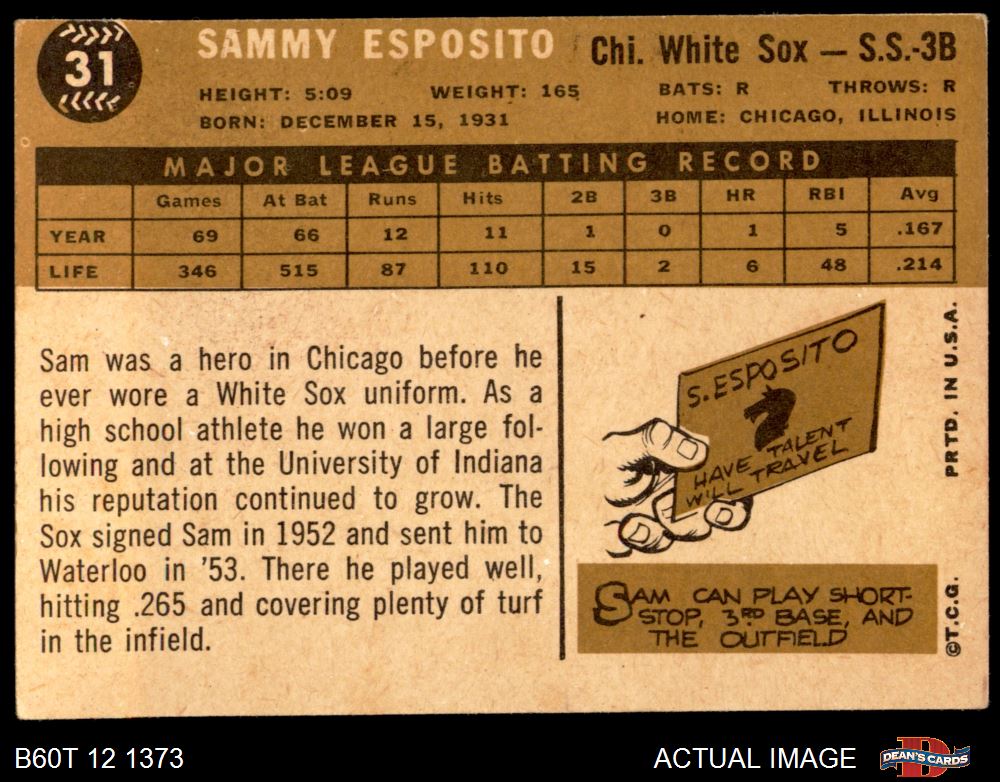 31
SAMMY ESPOSITO
Chi. White Sox — S.S.-3B
HEIGHT: 5:09 WEIGHT: 165 BATS: R THROWS: R
BORN: DECEMBER 15, 1931 HOME: CHICAGO, ILLINOIS
MAJOR LEAGUE BATTING RECORD
Games At Bat Runs Hits 2B 3B HR RBI Avg
YEAR 69 66 12 11 1 0 1 5 .167
LIFE 346 515 87 110 15 2 6 48 .214
Sam was a hero in Chicago before he
ever wore a White Sox uniform. As a
high school athlete he won a large fol-
lowing and at the University of Indiana
his reputation continued to grow. The
Sox signed Sam in 1952 and sent him to
Waterloo in '53. There he played well,
hitting .265 and covering plenty of turf
in the infield.
S. ESPOSITO
HAVE TALENT
WILL TRAVEL
SAM CAN PLAY SHORT-
STOP, 3RD BASE, AND
THE OUTFIELD
PRTD. IN U.S.A.
©T.C.G.
B60T 12 1373
ACTUAL IMAGE
DEAN'S CARDS